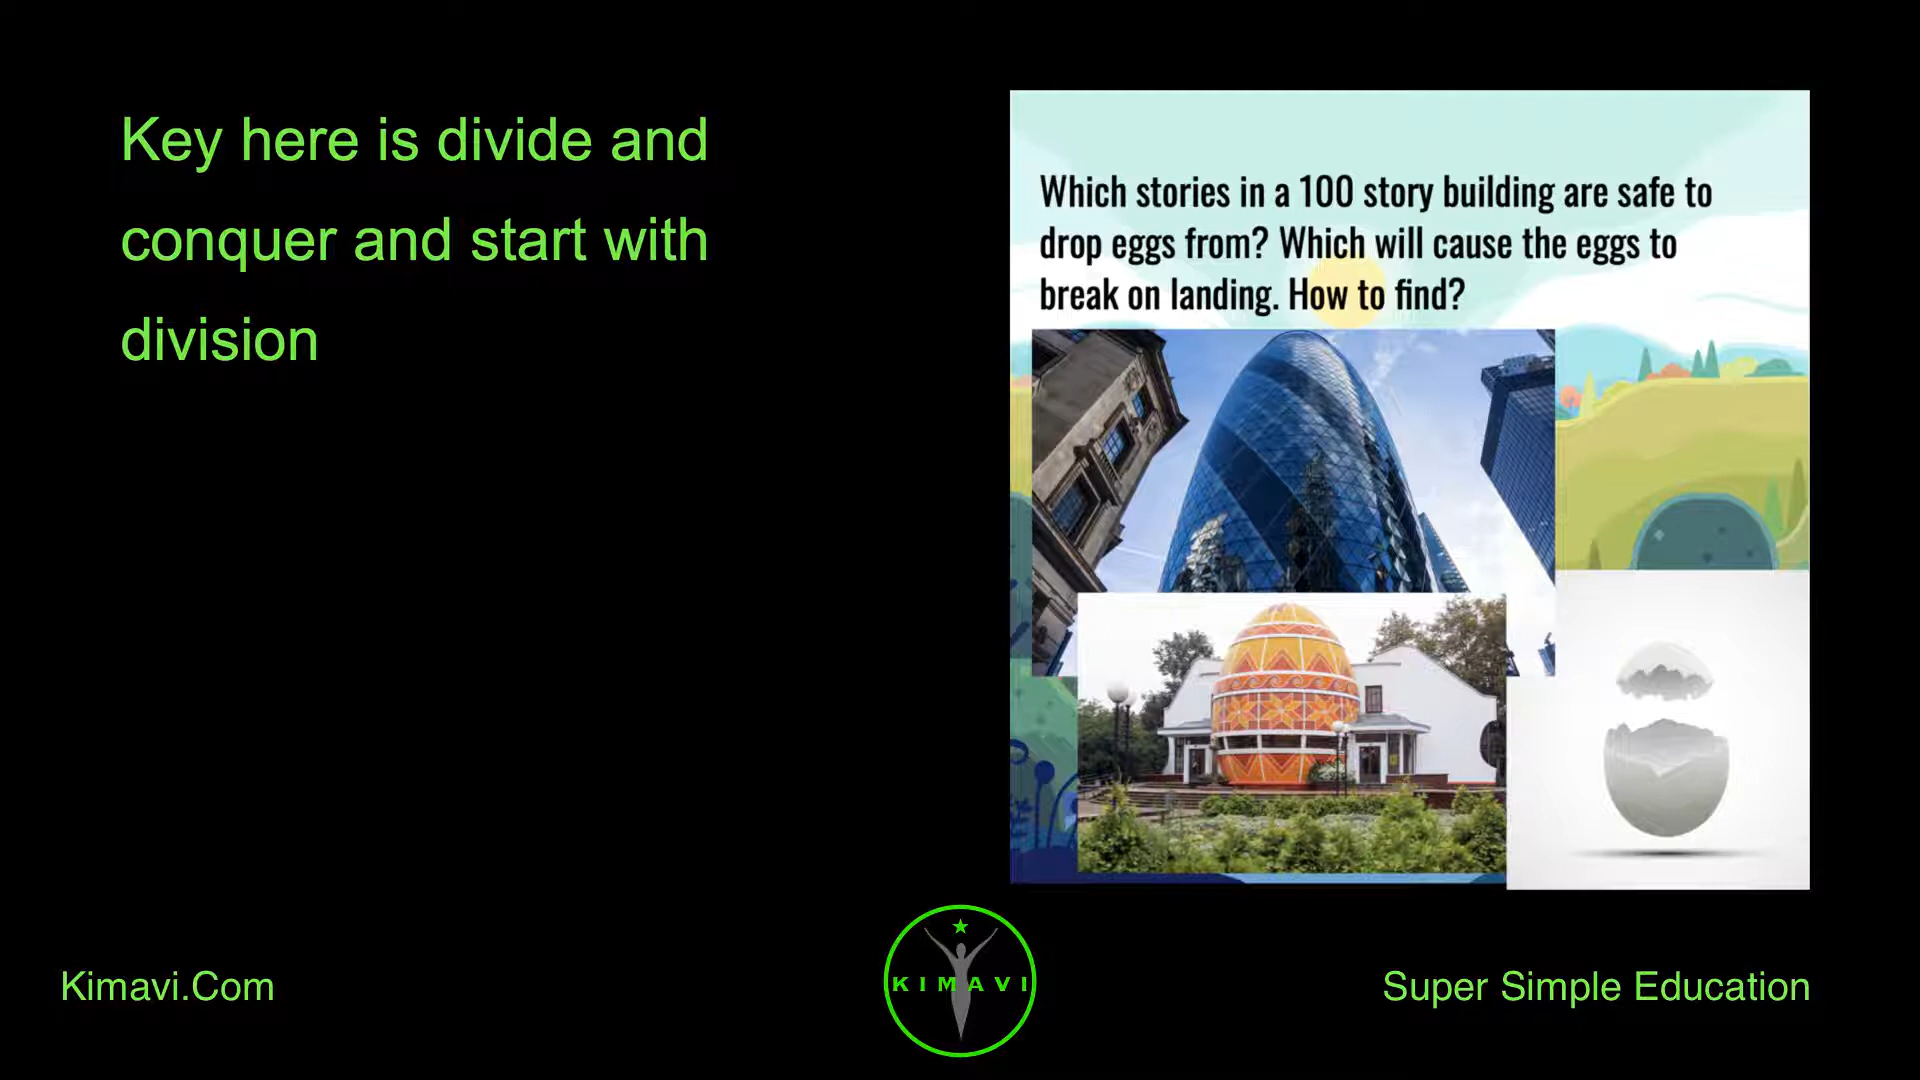 Key here is divide and
conquer and start with
division
Which stories in a 100 story building are safe to
drop eggs from? Which will cause the eggs to
break on landing. How to find?
Kimavi.Com
KIMAVI
Super Simple Education